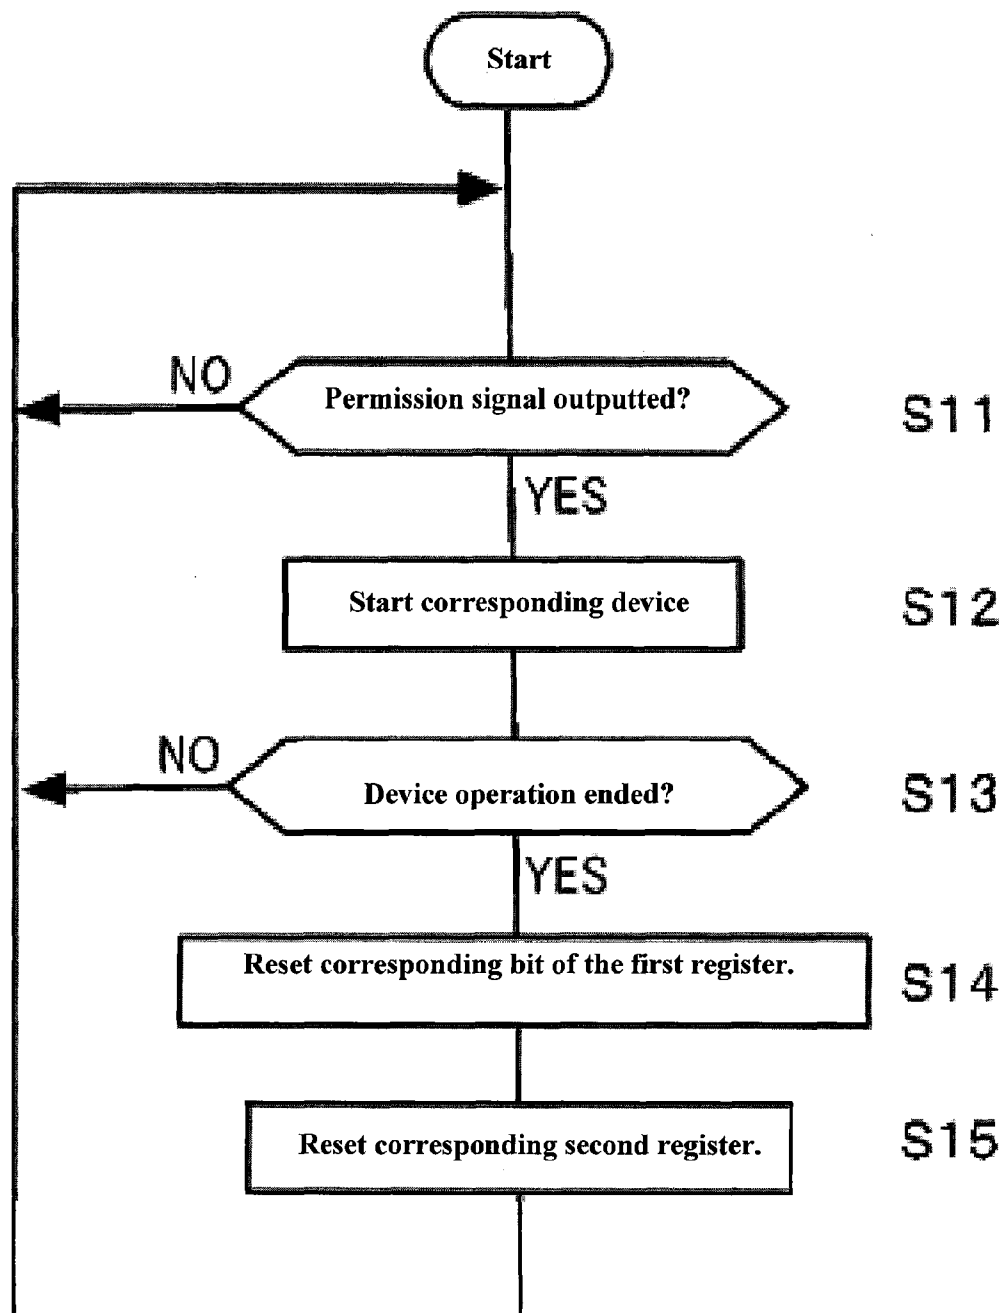 Start
NO
Permission signal outputted?
S11
YES
Start corresponding device
S12
NO
Device operation ended?
S13
YES
Reset corresponding bit of the first register.
S14
Reset corresponding second register.
S15